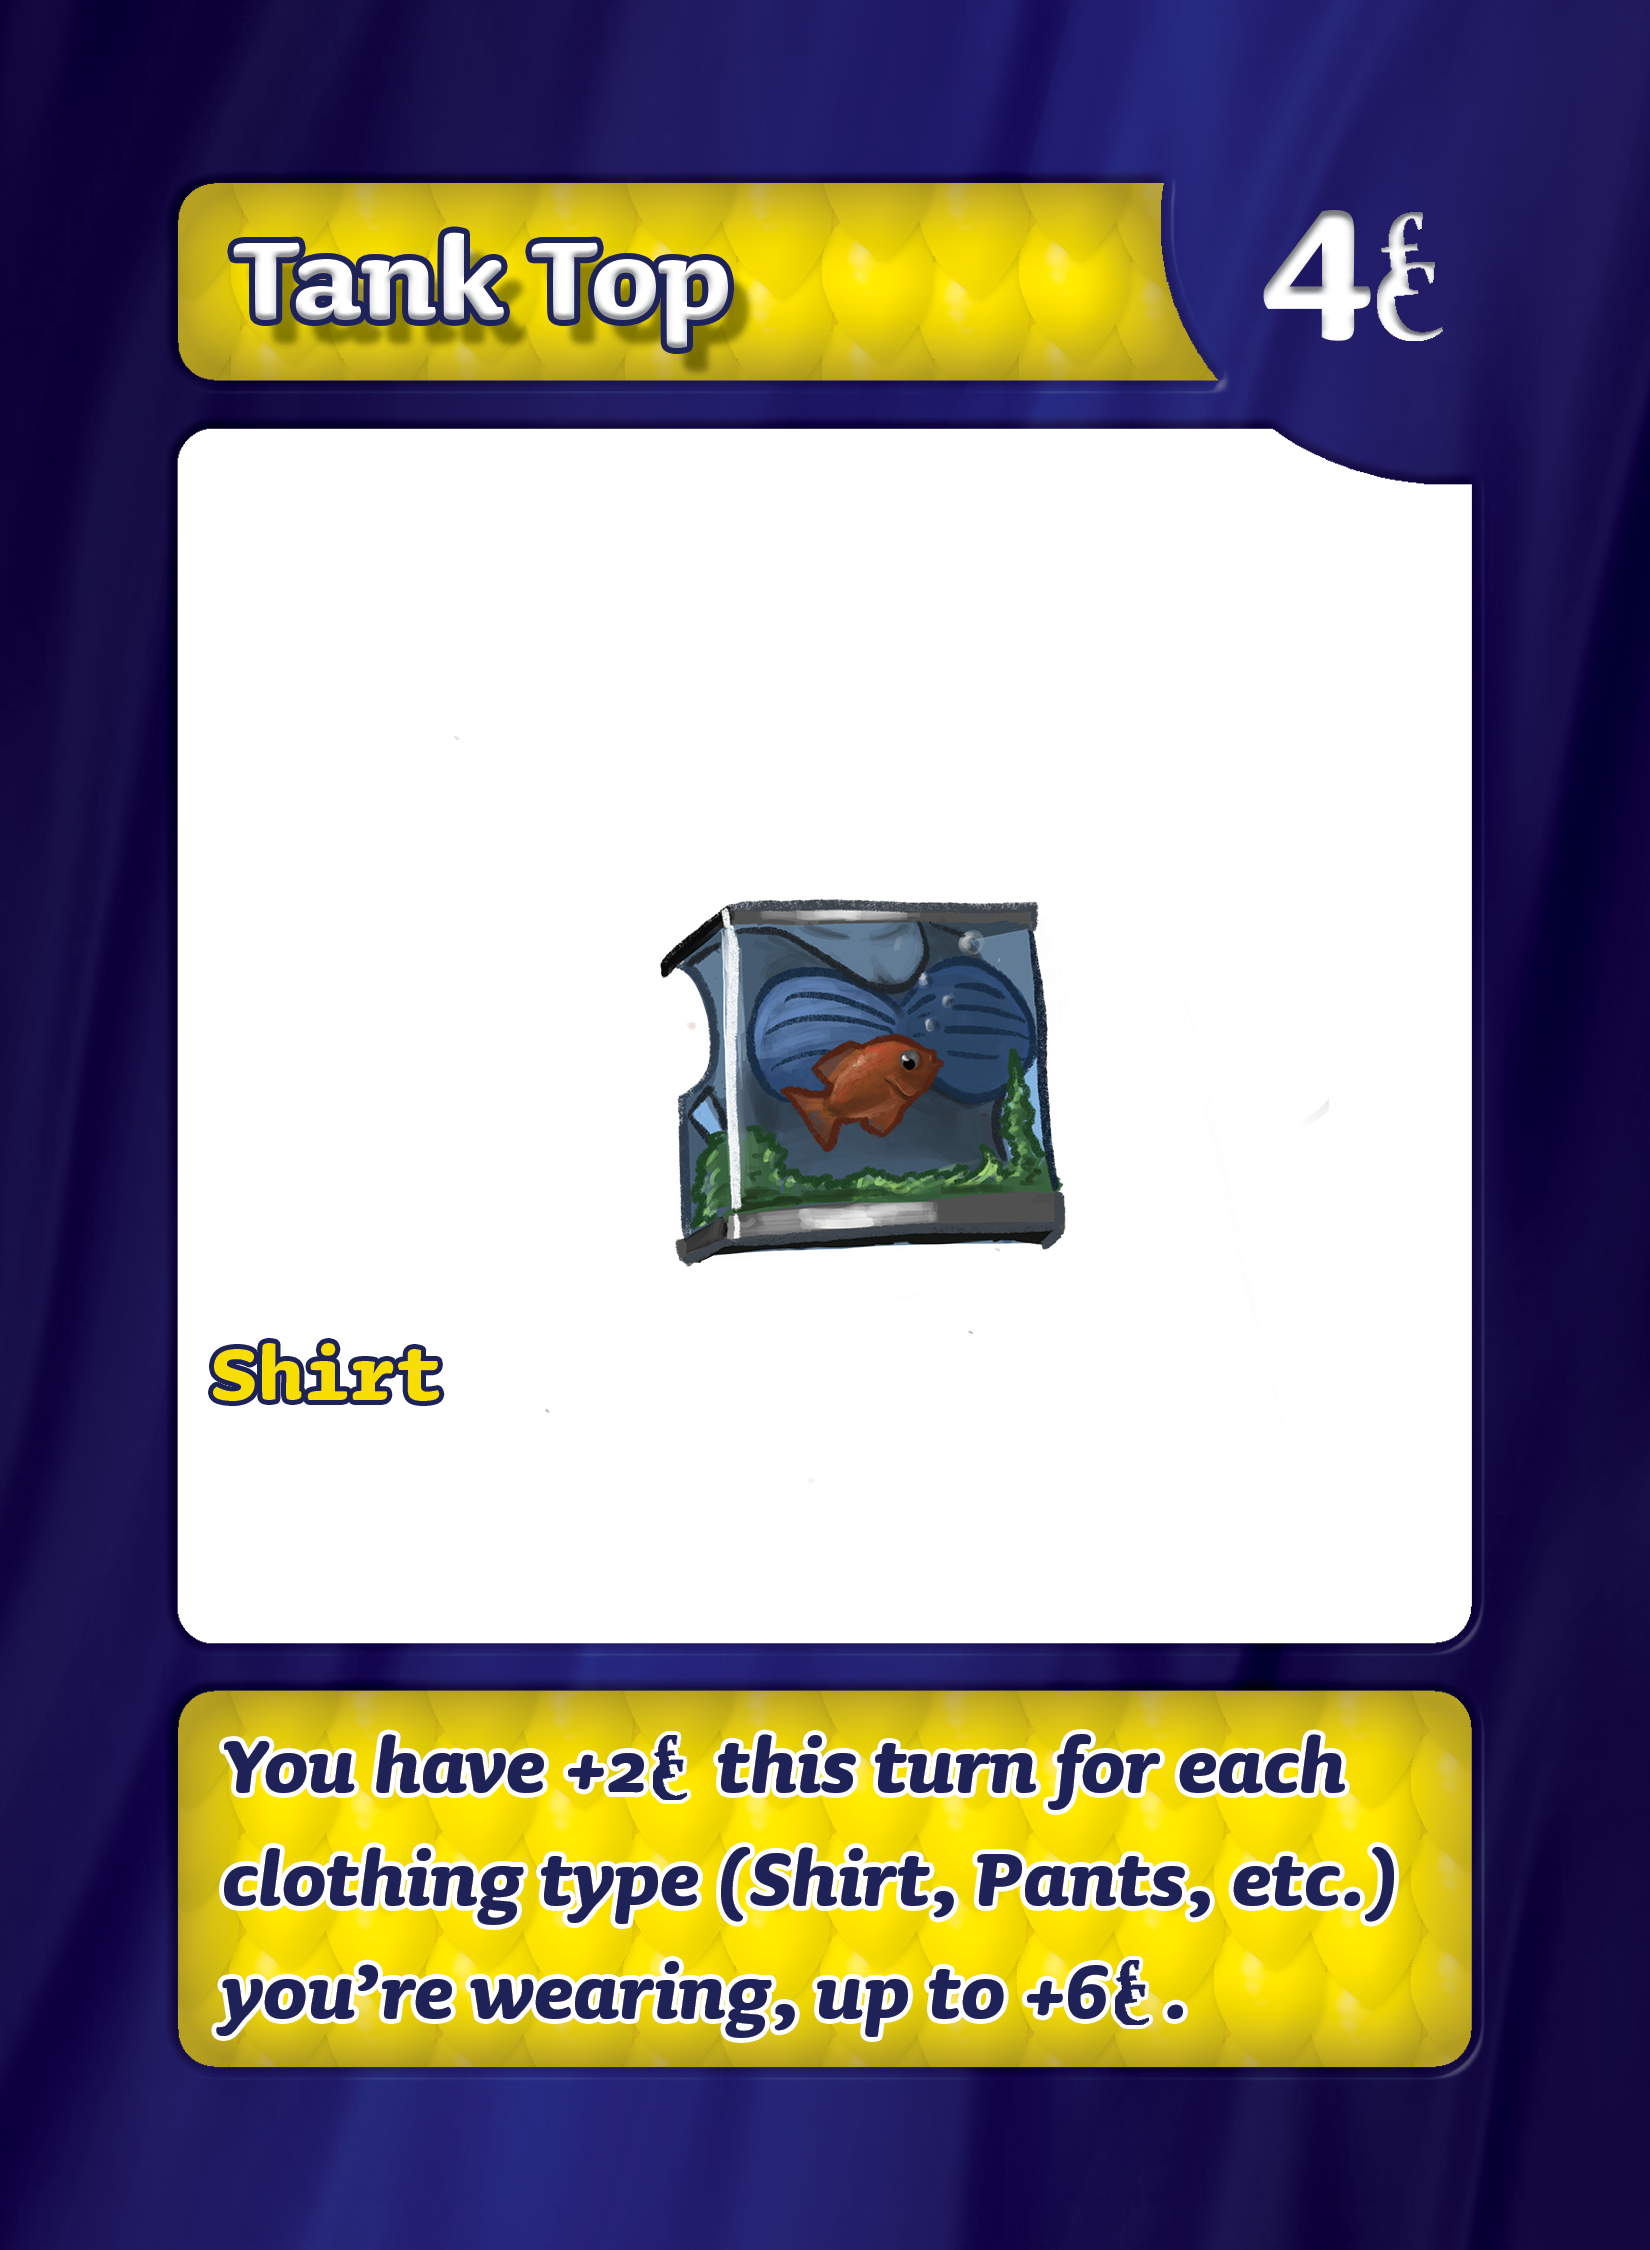 Tank Top
4₤
Shirt
You have +2₤ this turn for each
clothing type (Shirt, Pants, etc.)
you're wearing, up to +6₤.